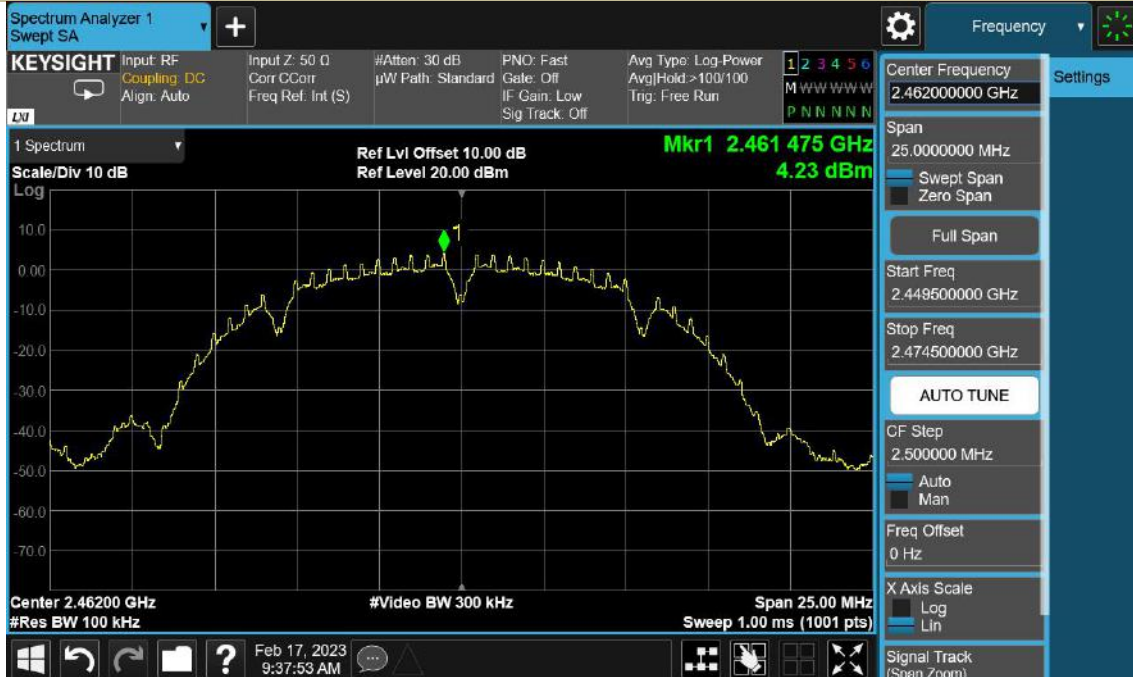 Spectrum Analyzer 1
Swept SA
+
Frequency
KEYSIGHT
LXI
Input: RF
Coupling: DC
Align: Auto
Input Z: 50 Ω
Corr CCorr
Freq Ref: Int (S)
#Atten: 30 dB
µW Path: Standard
PNO: Fast
Gate: Off
IF Gain: Low
Sig Track: Off
Avg Type: Log-Power
Avg|Hold:>100/100
Trig: Free Run
1 2 3 4 5 6
M W W W W W
P N N N N N
1 Spectrum
Scale/Div 10 dB
Ref Lvl Offset 10.00 dB
Ref Level 20.00 dBm
Mkr1 2.461 475 GHz
4.23 dBm
Log
10.0
0.00
-10.0
-20.0
-30.0
-40.0
-50.0
-60.0
-70.0
1
Center 2.46200 GHz
#Video BW 300 kHz
Span 25.00 MHz
#Res BW 100 kHz
Sweep 1.00 ms (1001 pts)
?
Feb 17, 2023
9:37:53 AM
Center Frequency
2.462000000 GHz
Settings
Span
25.0000000 MHz
Swept Span
Zero Span
Full Span
Start Freq
2.449500000 GHz
Stop Freq
2.474500000 GHz
AUTO TUNE
CF Step
2.500000 MHz
Auto
Man
Freq Offset
0 Hz
X Axis Scale
Log
Lin
Signal Track
(Span Zoom)